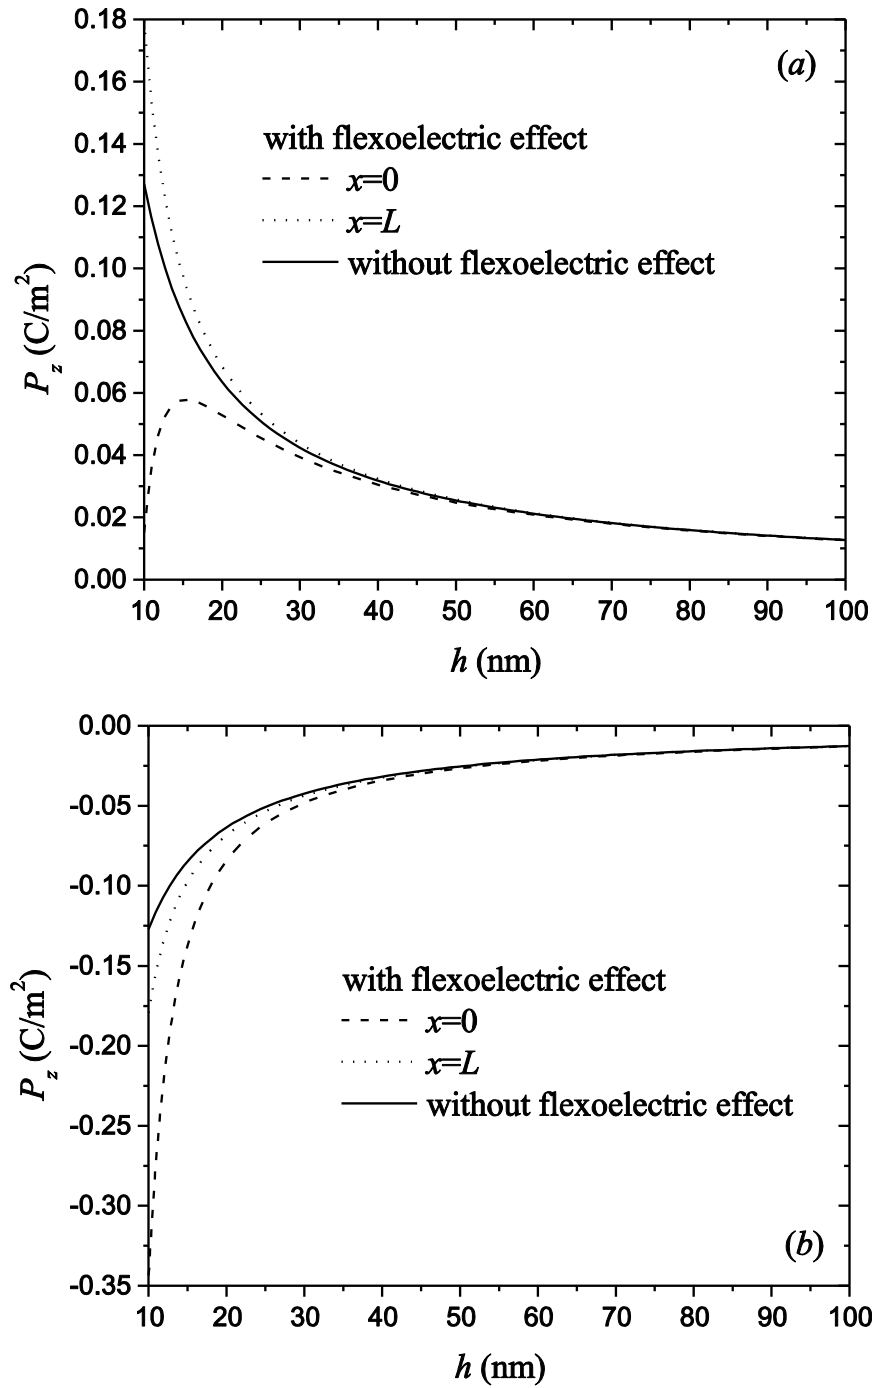 0.18
(a)
0.16
0.14
with flexoelectric effect
0.12
x=0
x=L
0.10
without flexoelectric effect
0.08
0.06
0.04
0.02
0.00
P_z (C/m²)
10 20 30 40 50 60 70 80 90 100
h (nm)
0.00
-0.05
-0.10
-0.15
with flexoelectric effect
x=0
-0.20
x=L
without flexoelectric effect
-0.25
-0.30
(b)
-0.35
P_z (C/m²)
10 20 30 40 50 60 70 80 90 100
h (nm)